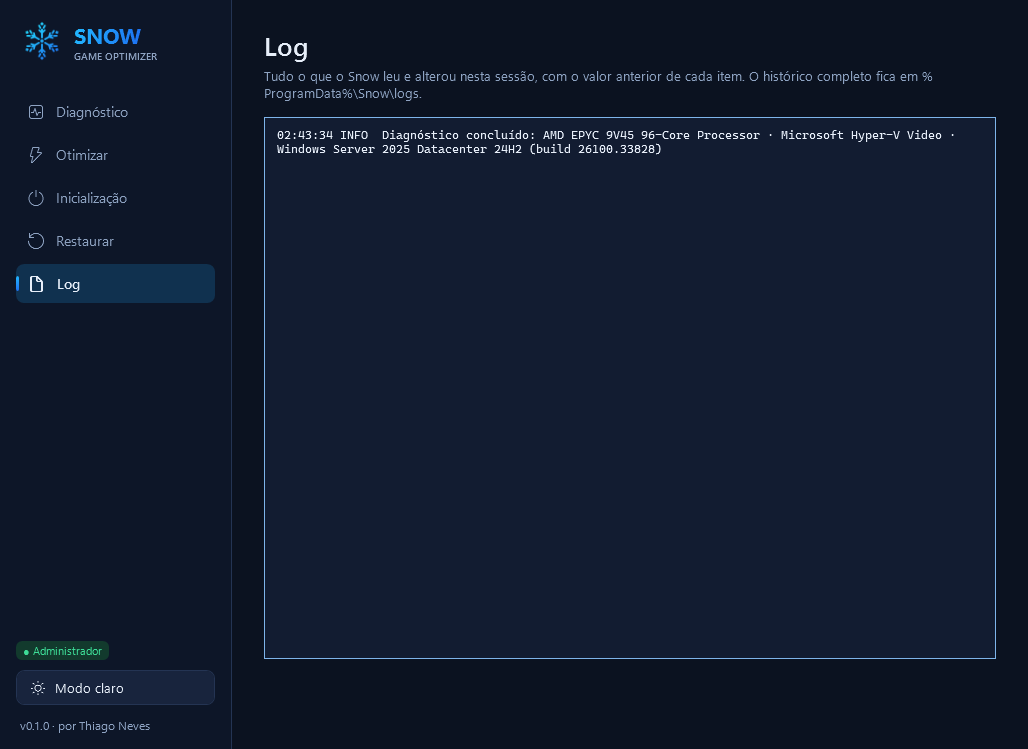 SNOW
GAME OPTIMIZER
Diagnóstico
Otimizar
Inicialização
Restaurar
Log
Administrador
Modo claro
v0.1.0 · por Thiago Neves
Log
Tudo o que o Snow leu e alterou nesta sessão, com o valor anterior de cada item. O histórico completo fica em %
ProgramData%\Snow\logs.
02:43:34 INFO  Diagnóstico concluído: AMD EPYC 9V45 96-Core Processor · Microsoft Hyper-V Video ·
Windows Server 2025 Datacenter 24H2 (build 26100.33828)